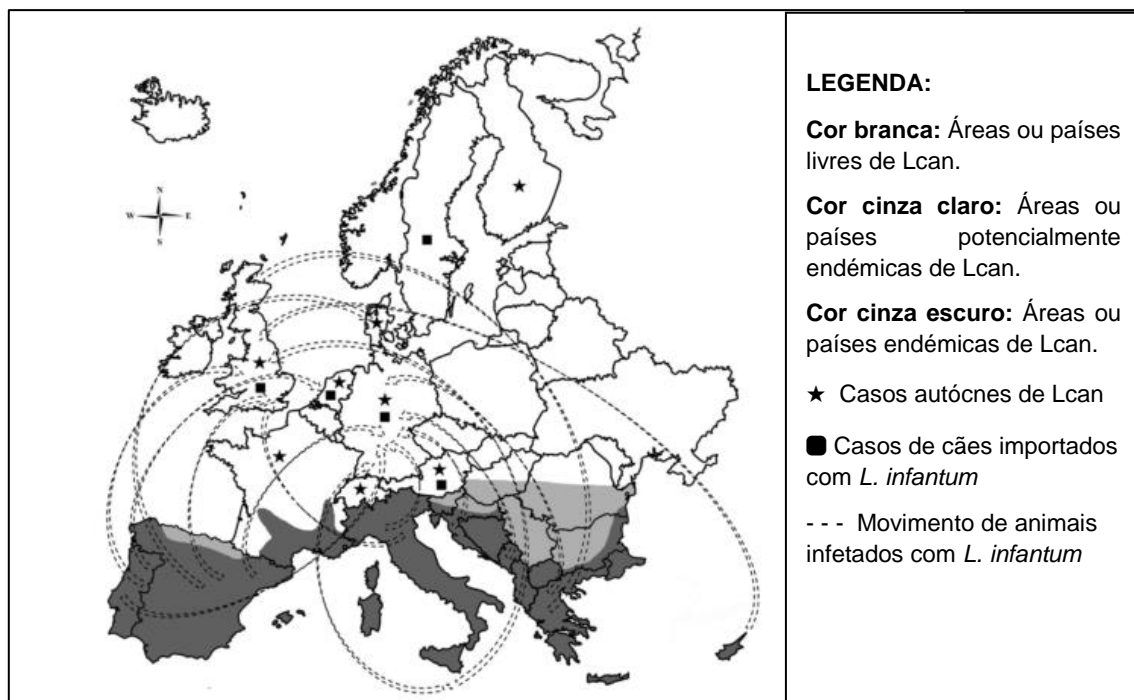 N
W E
S
LEGENDA:
Cor branca: Áreas ou países
livres de Lcan.
Cor cinza claro: Áreas ou
países potencialmente
endémicas de Lcan.
Cor cinza escuro: Áreas ou
países endémicas de Lcan.
★ Casos autócnes de Lcan
■ Casos de cães importados
com L. infantum
- - - Movimento de animais
infetados com L. infantum